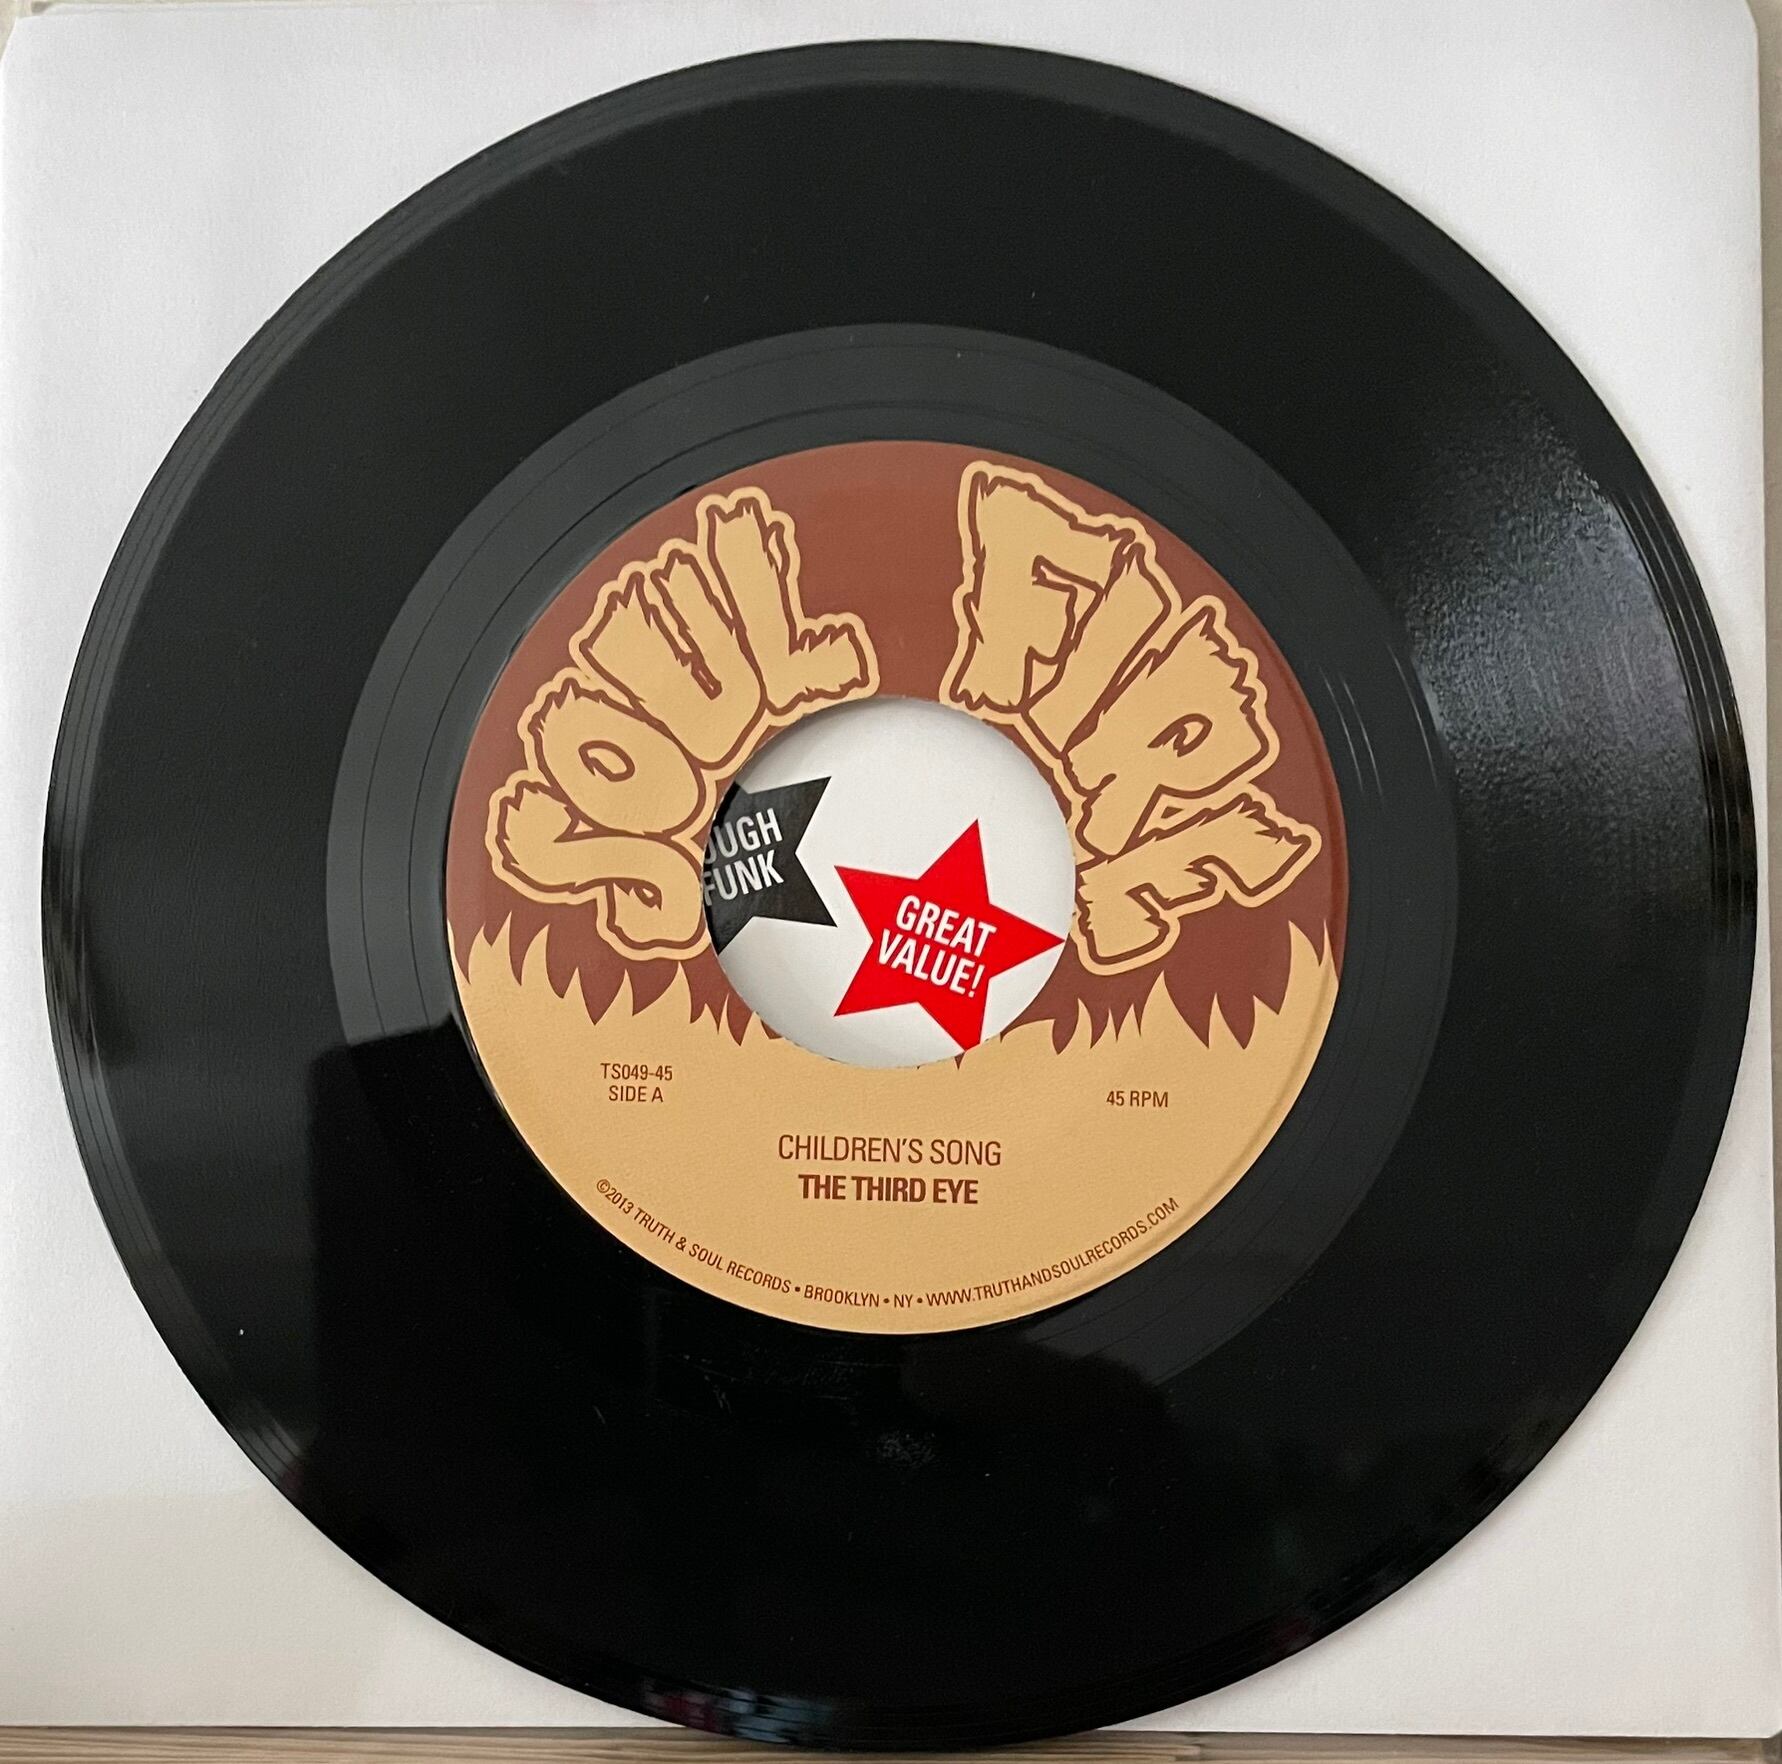 SOUL FIRE
FUNK
GREAT
VALUE!
TS049-45
SIDE A
45 RPM
CHILDREN'S SONG
THE THIRD EYE
©2013 TRUTH & SOUL RECORDS • BROOKLYN • NY • WWW.TRUTHANDSOULRECORDS.COM